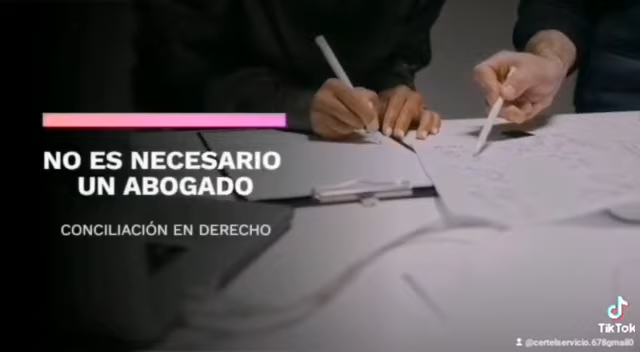 NO ES NECESARIO
UN ABOGADO
CONCILIACIÓN EN DERECHO
TikTok
@certelservicio.678gmail0